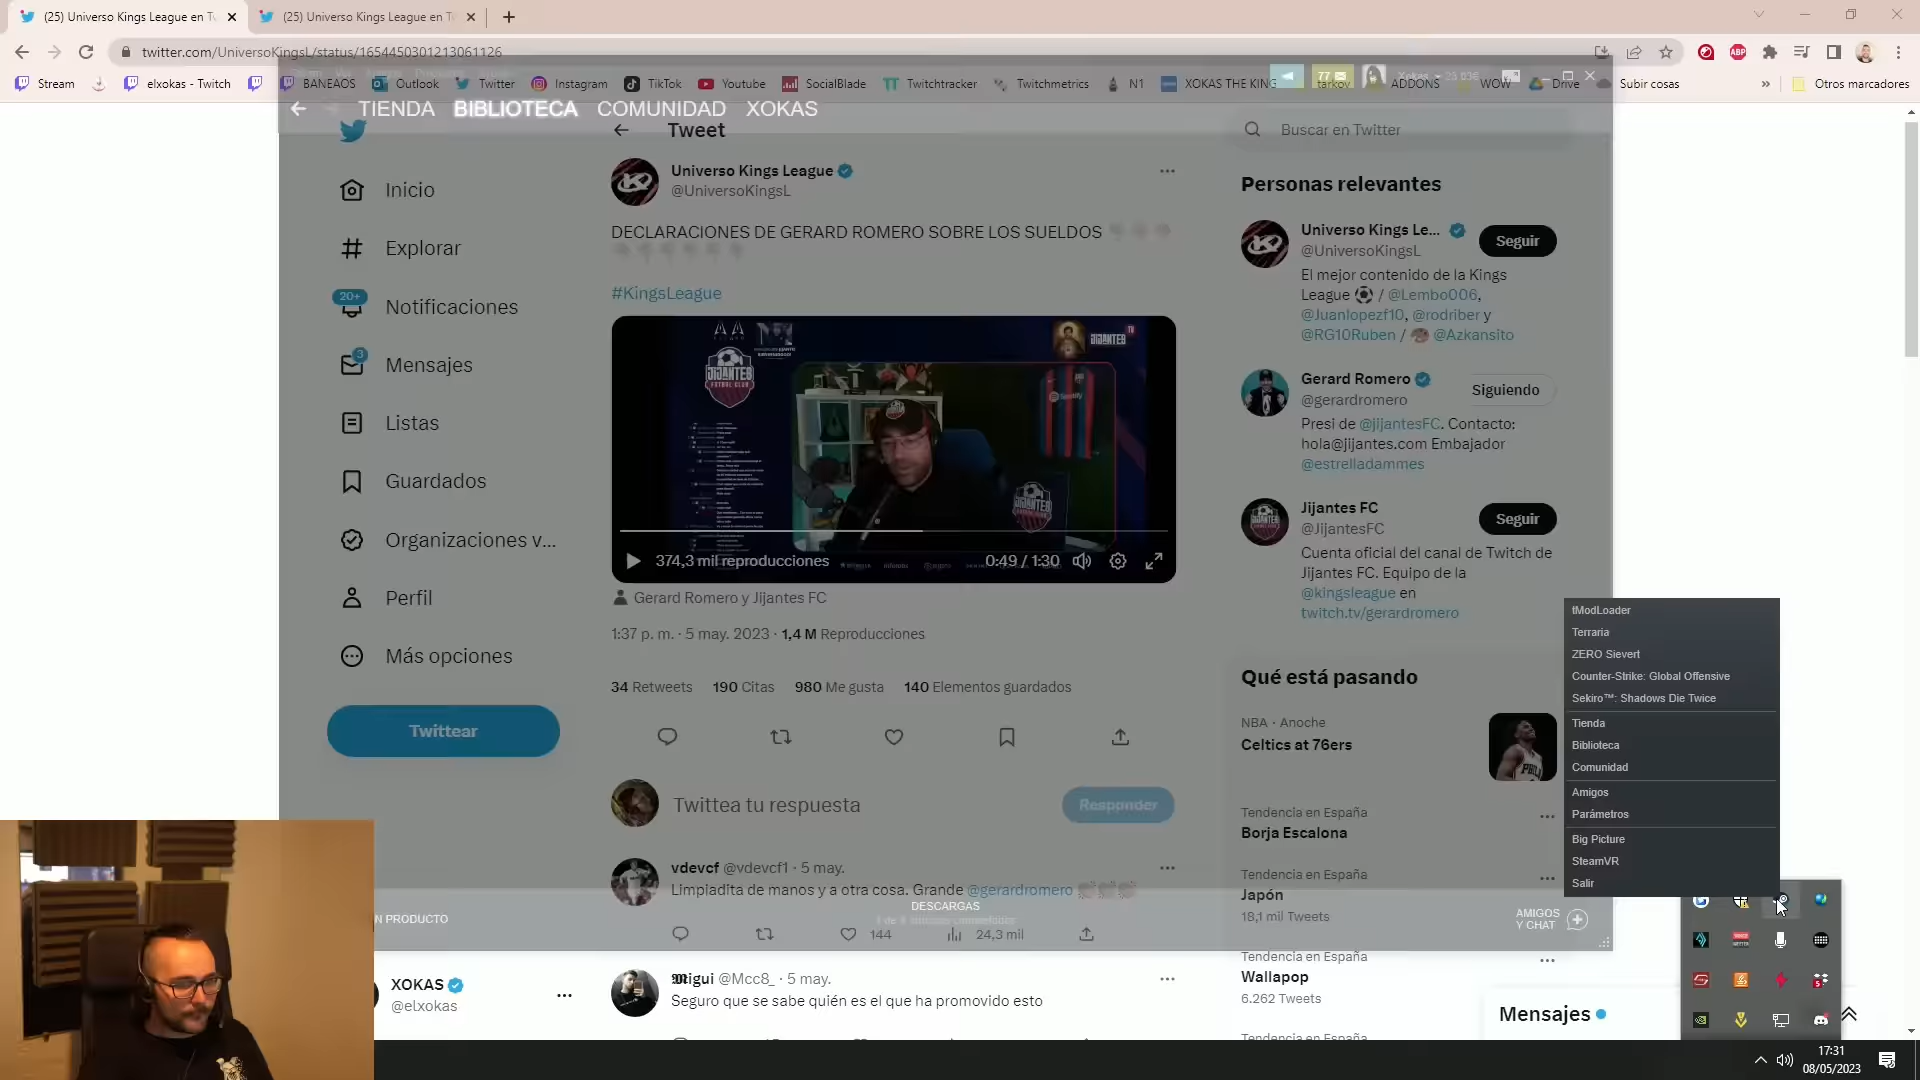 (25) Universo Kings League en Tw
(25) Universo Kings League en Tw
twitter.com/UniversoKingsL/status/1654450301213061126
Stream
elxokas - Twitch
BANEAOS
Outlook
Twitter
Instagram
TikTok
Youtube
SocialBlade
Twitchtracker
Twitchmetrics
N1
XOKAS THE KING
tarkov
ADDONS
WOW
Drive
Subir cosas
»
Otros marcadores
77
TIENDA BIBLIOTECA COMUNIDAD XOKAS
Tweet
Buscar en Twitter
Inicio
Explorar
20+
Notificaciones
3
Mensajes
Listas
Guardados
Organizaciones v...
Perfil
Más opciones
Twittear
XOKAS
@elxokas
Universo Kings League
@UniversoKingsL
DECLARACIONES DE GERARD ROMERO SOBRE LOS SUELDOS
#KingsLeague
JIJANTES
FUTBOL CLUB
JIJANTES
Spotify
JIJANTES
374,3 mil reproducciones
0:49 / 1:30
Gerard Romero y Jijantes FC
1:37 p. m. · 5 may. 2023 · 1,4 M Reproducciones
34 Retweets 190 Citas 980 Me gusta 140 Elementos guardados
Twittea tu respuesta
Responder
vdevcf @vdevcf1 · 5 may.
Limpiadita de manos y a otra cosa. Grande @gerardromero
DESCARGAS
N PRODUCTO
AMIGOS
Y CHAT
144
24,3 mil
@Mcc8_ · 5 may.
Seguro que se sabe quién es el que ha promovido esto
Personas relevantes
Universo Kings Le...
@UniversoKingsL
Seguir
El mejor contenido de la Kings
League / @Lembo006,
@Juanlopezf10, @rodriber y
@RG10Ruben / @Azkansito
Gerard Romero
@gerardromero
Siguiendo
Presi de @jijantesFC. Contacto:
hola@jijantes.com Embajador
@estrelladammes
Jijantes FC
@JijantesFC
Seguir
Cuenta oficial del canal de Twitch de
Jijantes FC. Equipo de la
@kingsleague en
twitch.tv/gerardromero
Qué está pasando
NBA · Anoche
Celtics at 76ers
Tendencia en España
Borja Escalona
Tendencia en España
Japón
18,1 mil Tweets
Tendencia en España
Wallapop
6.262 Tweets
Tendencia en España
Mensajes
tModLoader
Terraria
ZERO Sievert
Counter-Strike: Global Offensive
Sekiro™: Shadows Die Twice
Tienda
Biblioteca
Comunidad
Amigos
Parámetros
Big Picture
SteamVR
Salir
17:31
08/05/2023